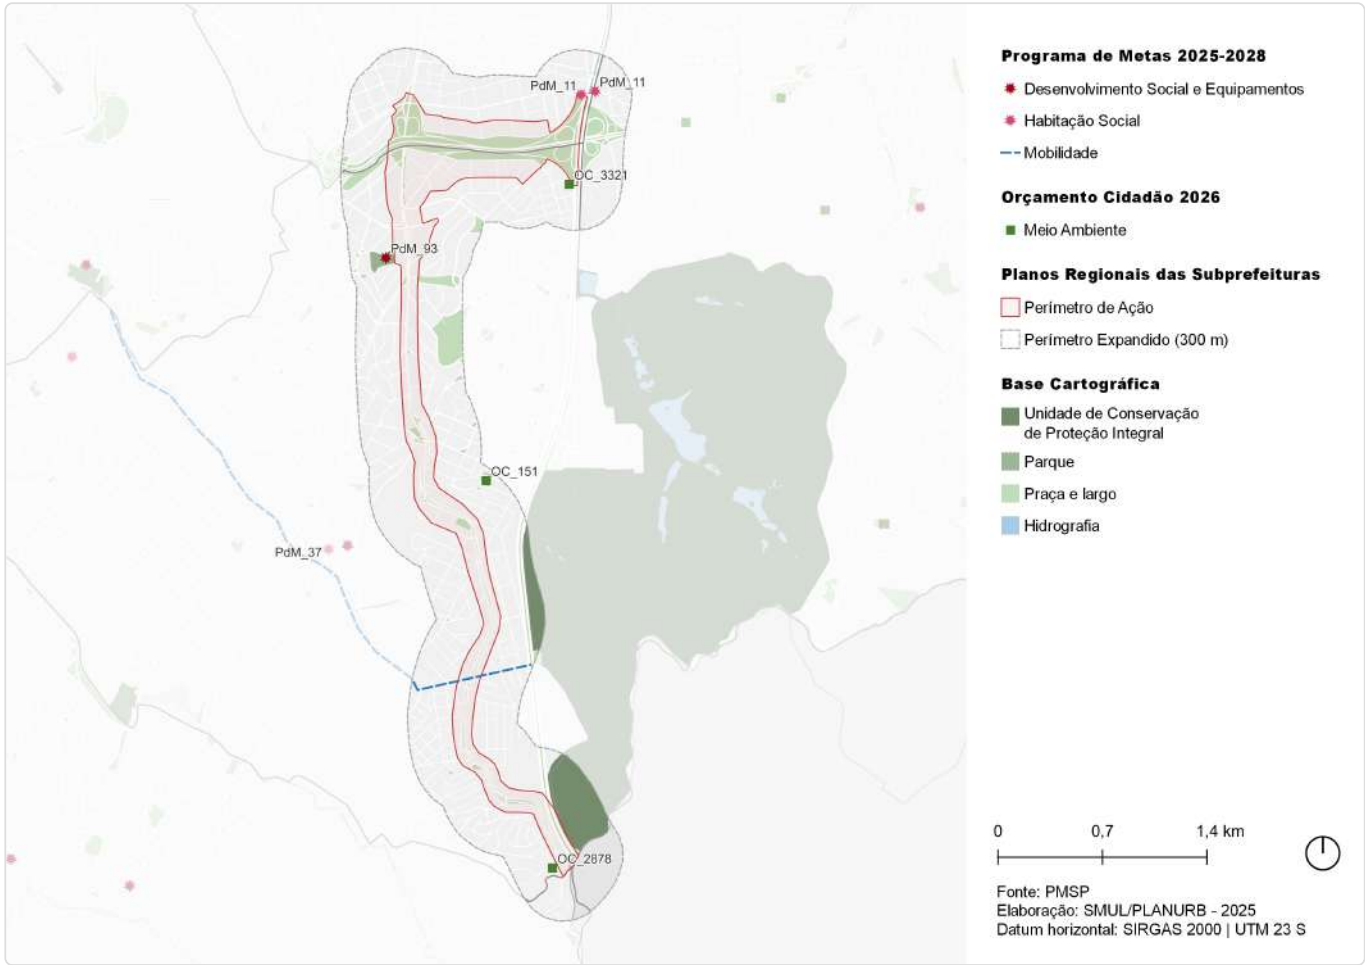 PdM_11
PdM_11
OC_3321
PdM_93
OC_151
PdM_37
OC_2878
Programa de Metas 2025-2028
Desenvolvimento Social e Equipamentos
Habitação Social
Mobilidade
Orçamento Cidadão 2026
Meio Ambiente
Planos Regionais das Subprefeituras
Perímetro de Ação
Perímetro Expandido (300 m)
Base Cartográfica
Unidade de Conservação
de Proteção Integral
Parque
Praça e largo
Hidrografia
0 0,7 1,4 km
Fonte: PMSP
Elaboração: SMUL/PLANURB - 2025
Datum horizontal: SIRGAS 2000 | UTM 23 S